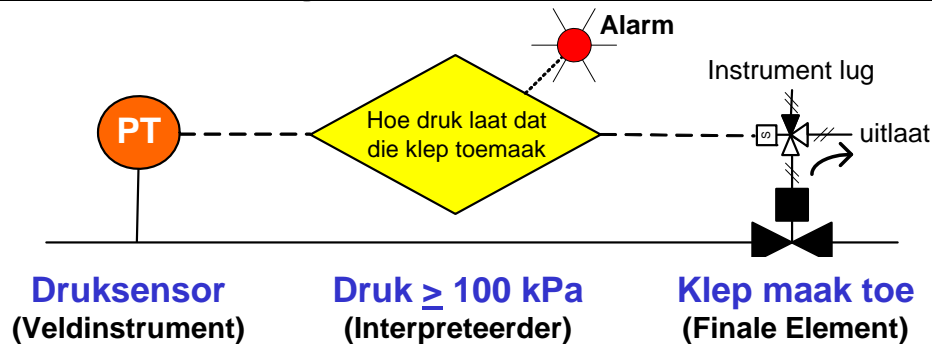 Alarm
Instrument lug
PT
Hoe druk laat dat
die klep toemaak
S
uitlaat
Druksensor
(Veldinstrument)
Druk ≥ 100 kPa
(Interpreteerder)
Klep maak toe
(Finale Element)